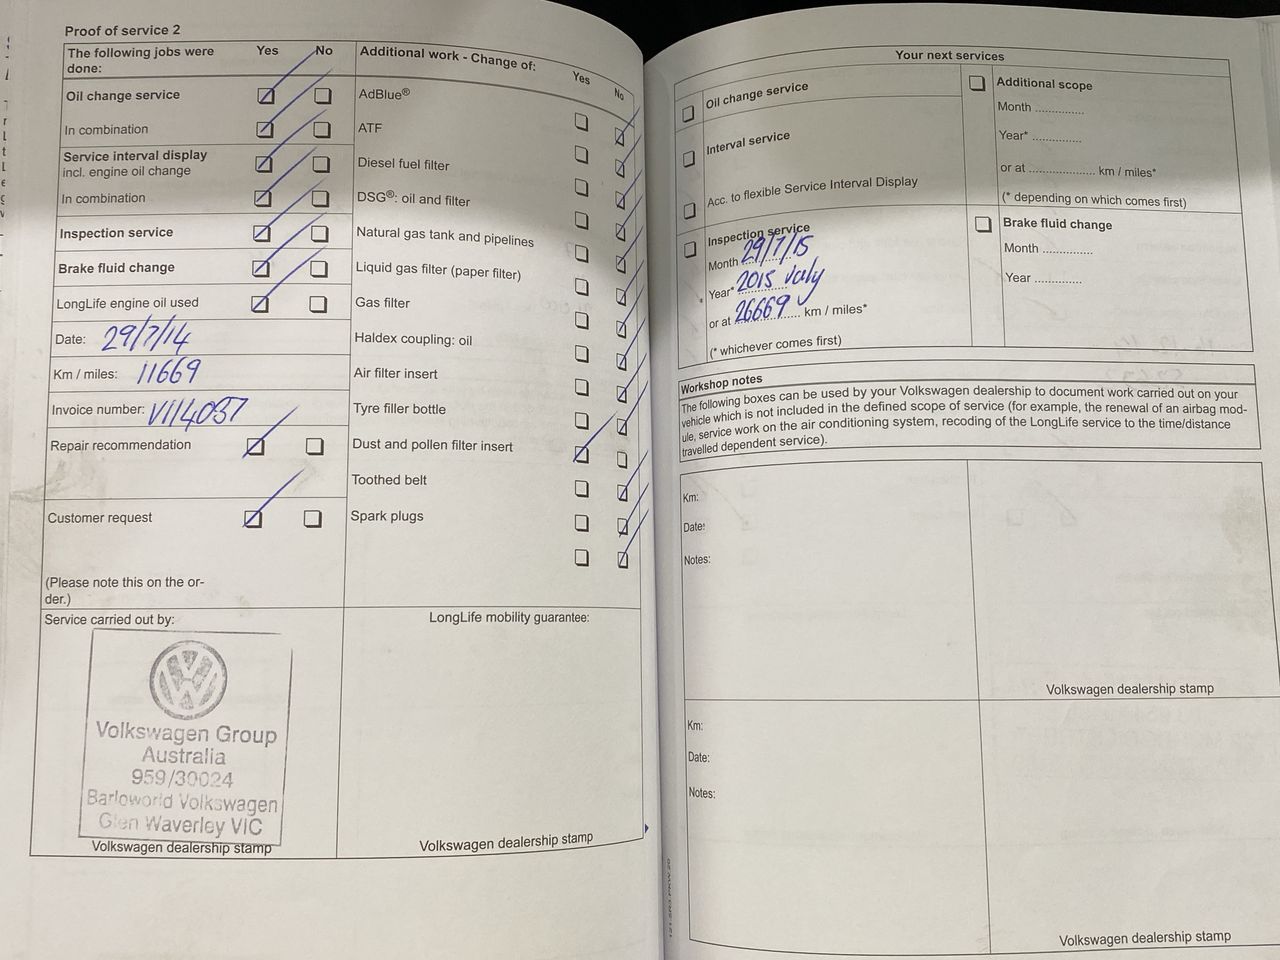 Proof of service 2
The following jobs were done:
Yes
No
Oil change service
In combination
Service interval display
incl. engine oil change
In combination
Inspection service
Brake fluid change
LongLife engine oil used
Date: 29/7/14
Km / miles: 11669
Invoice number: V114057
Repair recommendation
Customer request
(Please note this on the or-
der.)
Additional work - Change of:
Yes
No
AdBlue®
ATF
Diesel fuel filter
DSG®: oil and filter
Natural gas tank and pipelines
Liquid gas filter (paper filter)
Gas filter
Haldex coupling: oil
Air filter insert
Tyre filler bottle
Dust and pollen filter insert
Toothed belt
Spark plugs
Service carried out by:
Volkswagen Group
Australia
959/30024
Barloworld Volkswagen
Glen Waverley VIC
Volkswagen dealership stamp
LongLife mobility guarantee:
Volkswagen dealership stamp
Your next services
Oil change service
Interval service
Acc. to flexible Service Interval Display
Inspection service
Month 29/7/15
Year* 2015 July
or at 26669 km / miles*
(* whichever comes first)
Additional scope
Month ..............
Year* ..............
or at .................... km / miles*
(* depending on which comes first)
Brake fluid change
Month ..............
Year ..............
Workshop notes
The following boxes can be used by your Volkswagen dealership to document work carried out on your
vehicle which is not included in the defined scope of service (for example, the renewal of an airbag mod-
ule, service work on the air conditioning system, recoding of the LongLife service to the time/distance
travelled dependent service).
Km:
Date:
Notes:
Volkswagen dealership stamp
Km:
Date:
Notes:
Volkswagen dealership stamp